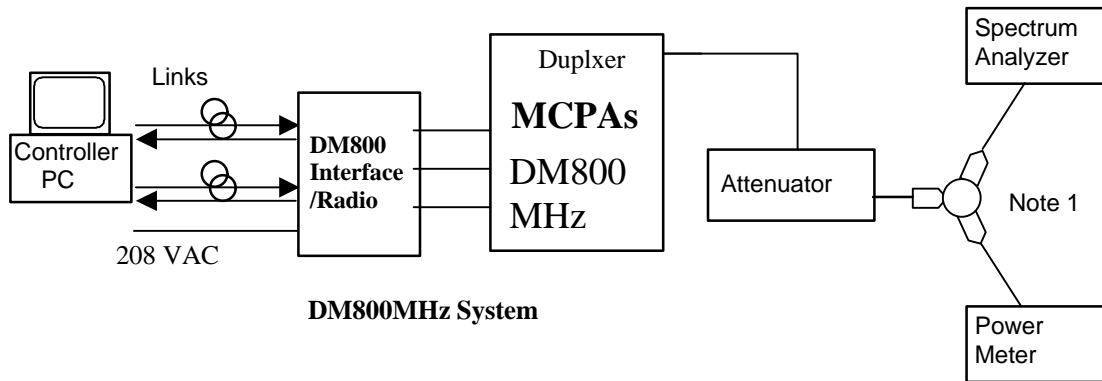 Spectrum
Analyzer
Links
Duplxer
MCPAs
DM800
MHz
DM800
Interface
/Radio
Controller
PC
Attenuator
Note 1
208 VAC
DM800MHz System
Power
Meter